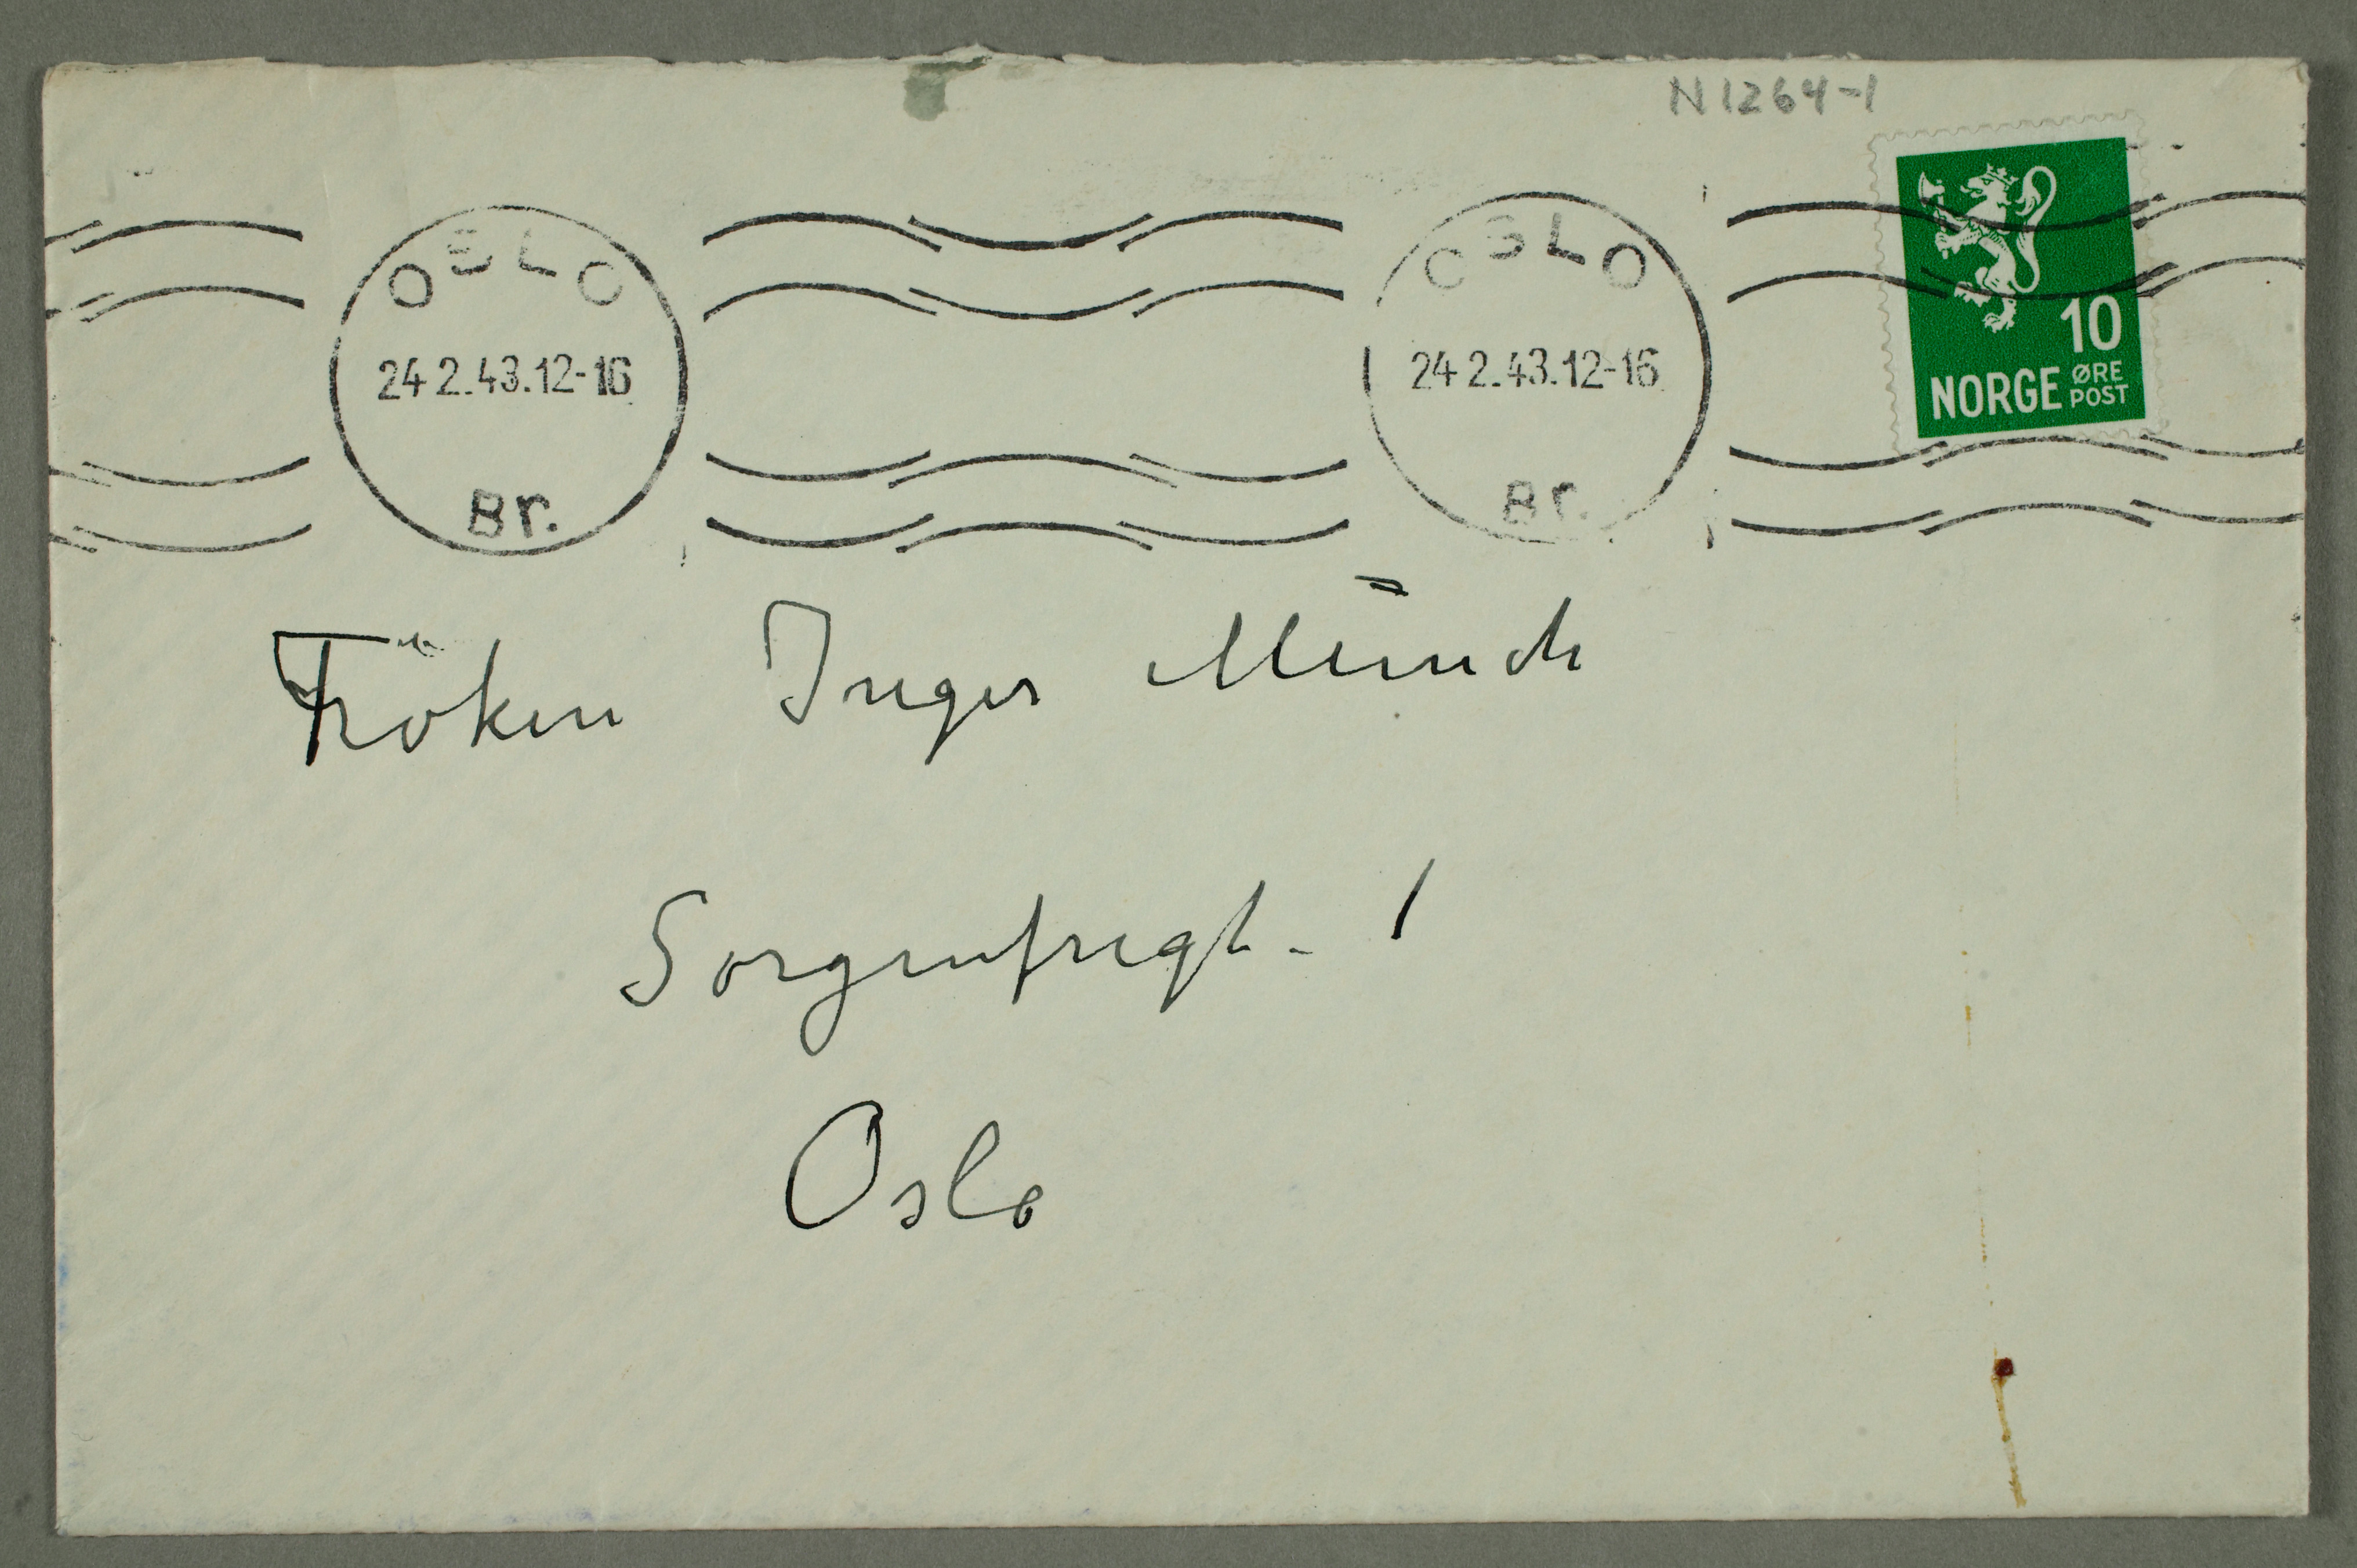 N1264-1
OSLO
24 2.43.12-16
Br.
OSLO
24 2.43.12-16
Br.
10
NORGE ØRE
POST
Fröken Inger Munch
Sorgenfrigt. 1
Oslo